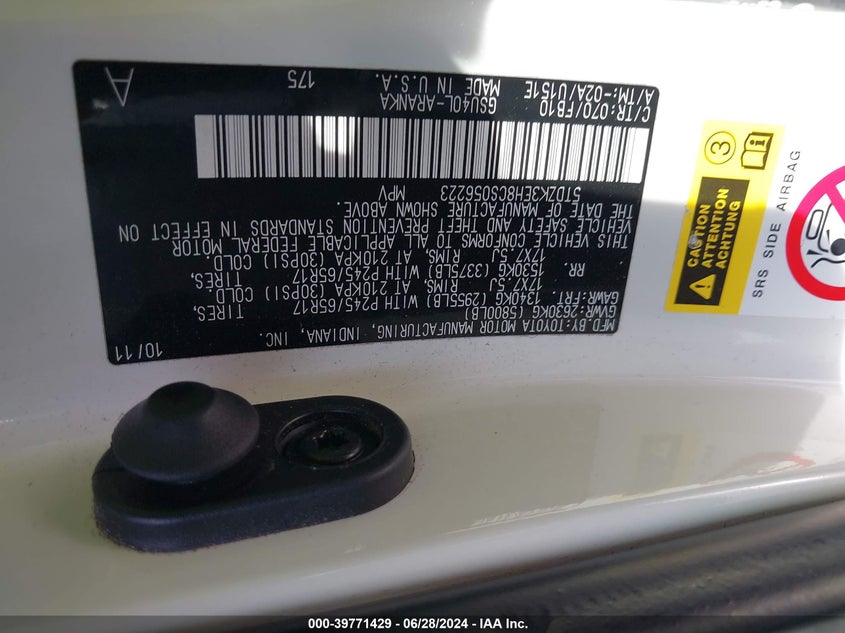 MFD.BY:TOYOTA MOTOR MANUFACTURING, INDIANA, INC. 10/11
GVWR:2630KG (5800LB)
GAWR:FRT. 1340KG (2955LB) WITH P245/65R17 TIRES,
17X7.5J RIMS, AT 210KPA (30PSI) COLD.
RR. 1530KG (3375LB) WITH P245/65R17 TIRES,
17X7.5J RIMS, AT 210KPA (30PSI) COLD.
THIS VEHICLE CONFORMS TO ALL APPLICABLE FEDERAL MOTOR
VEHICLE SAFETY AND THEFT PREVENTION STANDARDS IN EFFECT ON
THE DATE OF MANUFACTURE SHOWN ABOVE.
5TDZK3EH8CS056223 MPV
C/TR:070/FB10 GSU40L-ARANKA 175 A
A/TM:-02A/U151E MADE IN U.S.A.
CAUTION
ATTENTION
ACHTUNG
3
SRS SIDE AIRBAG
000-39771429 - 06/28/2024 - IAA Inc.